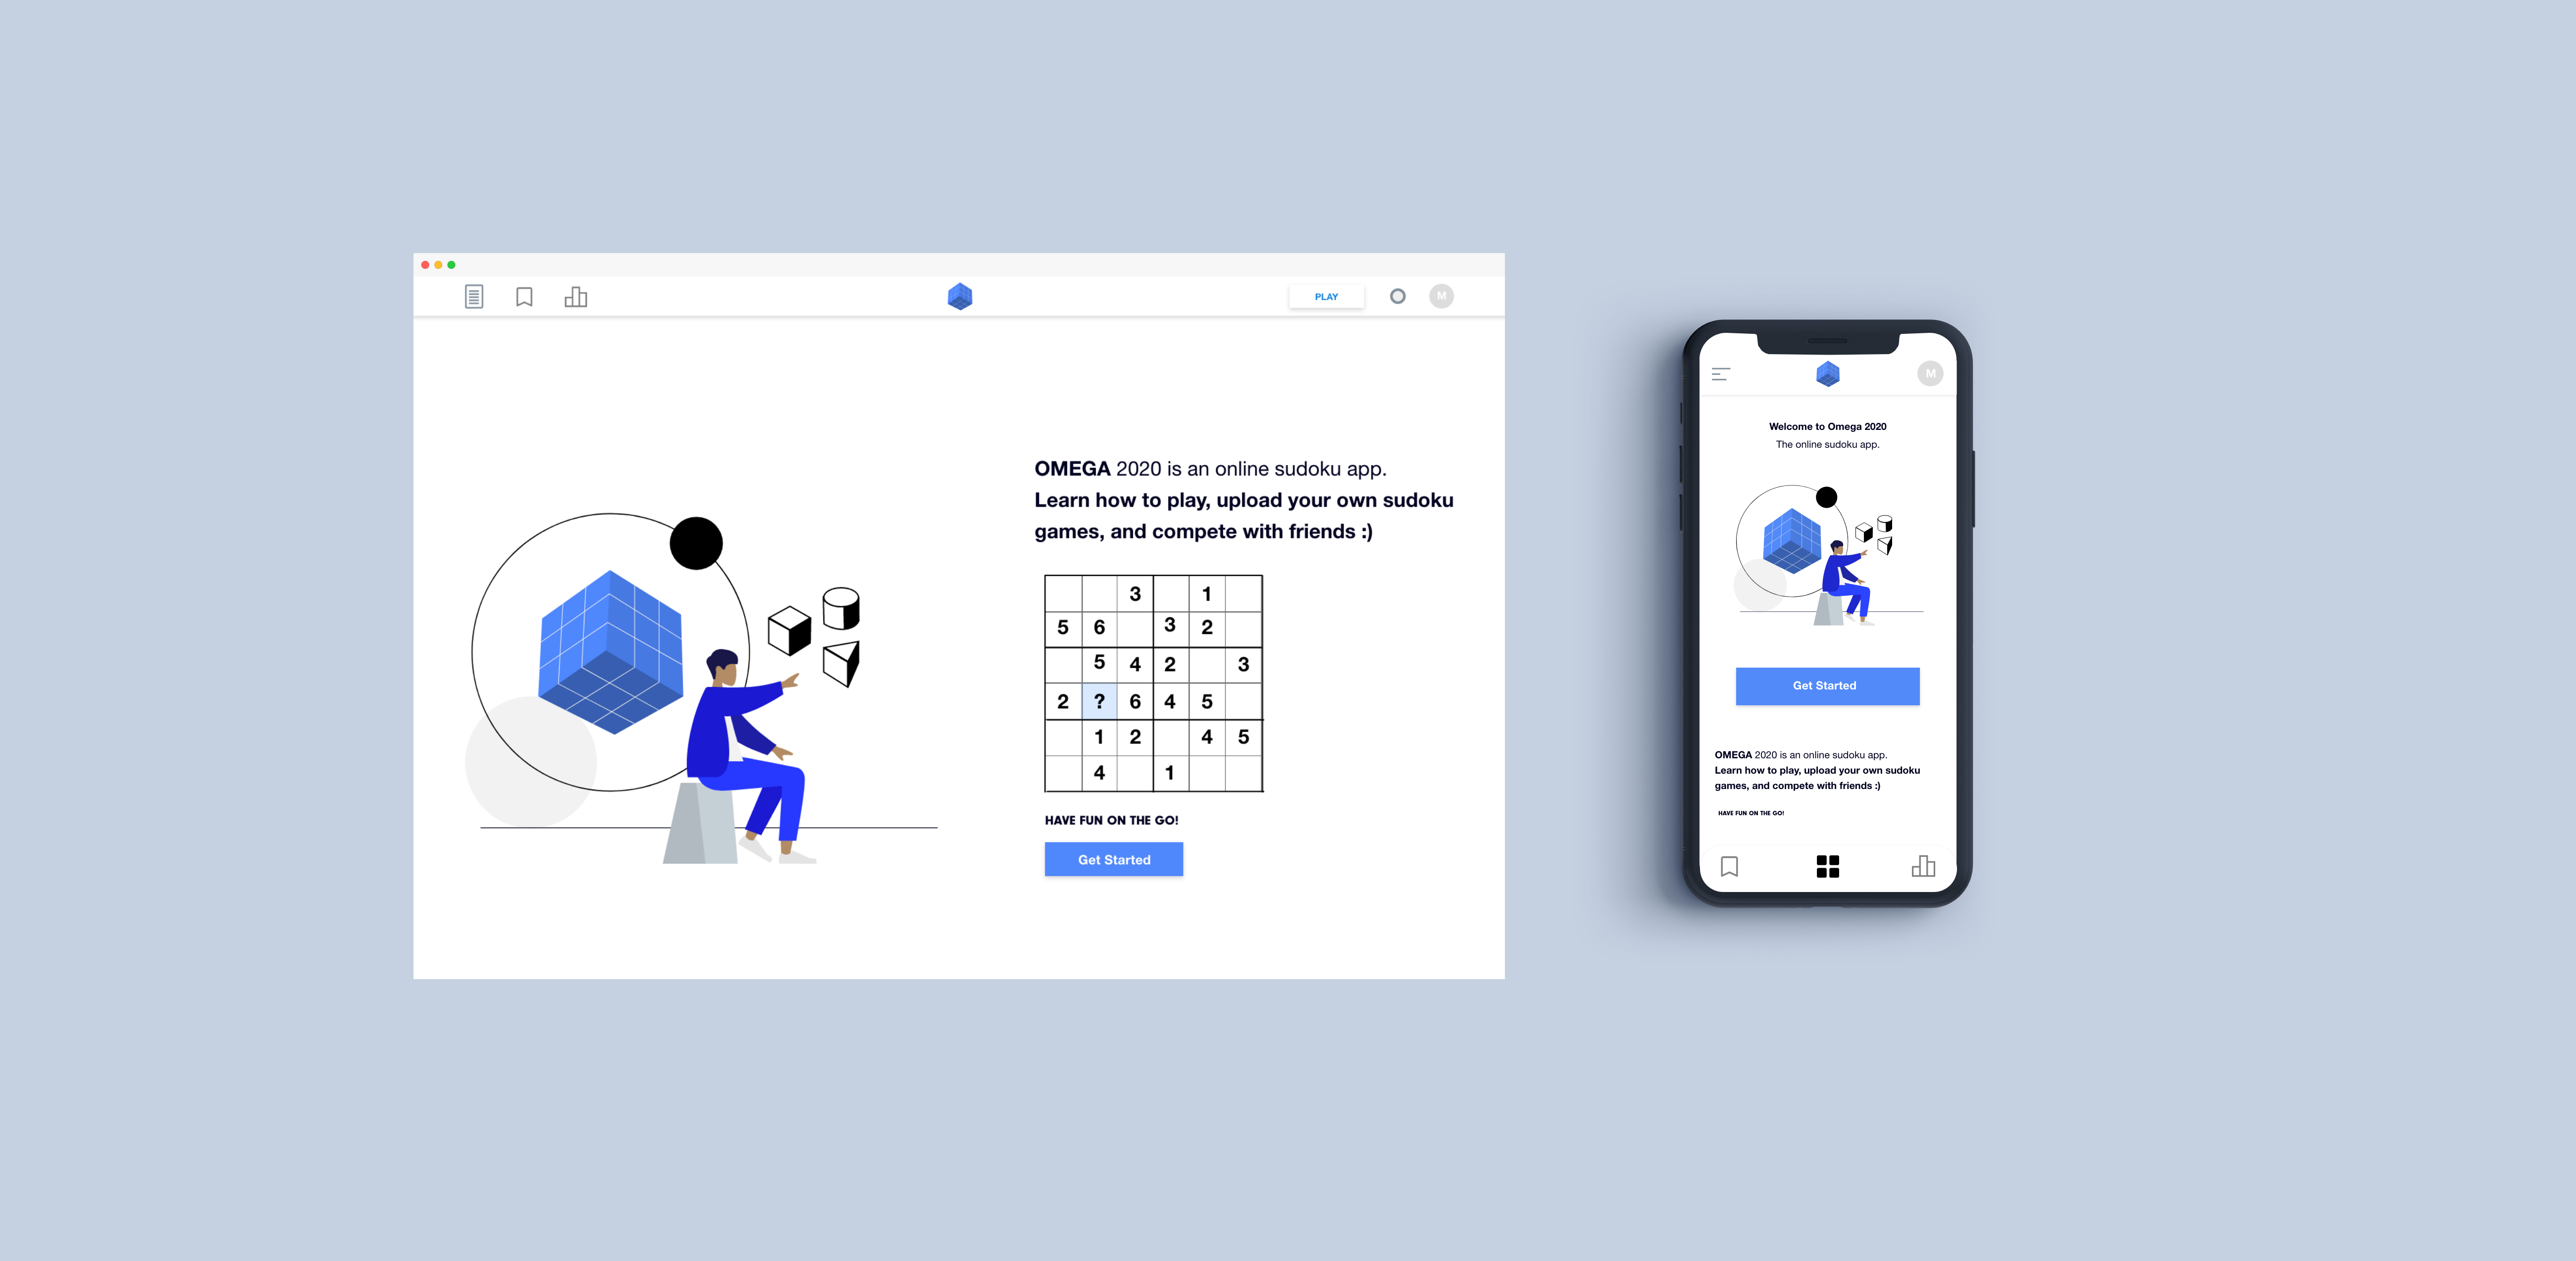 PLAY
M
OMEGA 2020 is an online sudoku app.
Learn how to play, upload your own sudoku
games, and compete with friends :)
3 1
5 6 3 2
5 4 2 3
2 ? 6 4 5
1 2 4 5
4 1
HAVE FUN ON THE GO!
Get Started
M
Welcome to Omega 2020
The online sudoku app.
Get Started
OMEGA 2020 is an online sudoku app.
Learn how to play, upload your own sudoku
games, and compete with friends :)
HAVE FUN ON THE GO!